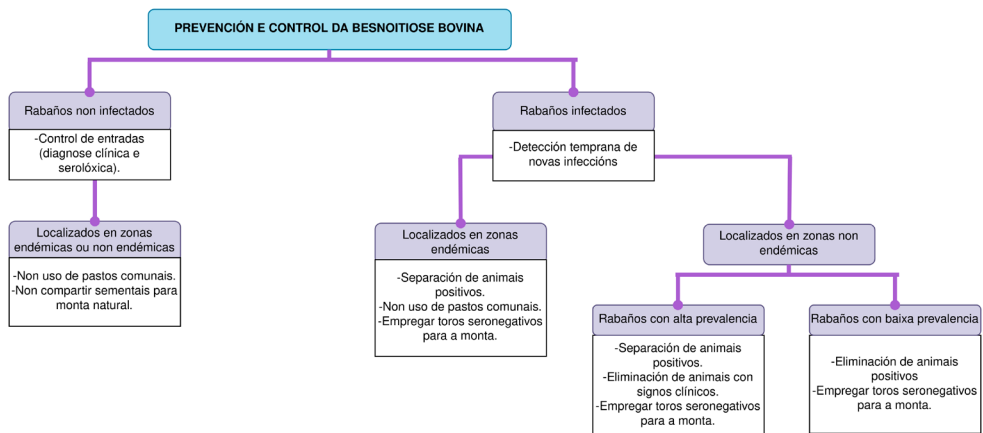 PREVENCIÓN E CONTROL DA BESNOITIOSE BOVINA
Rabaños non infectados
-Control de entradas
(diagnose clínica e
serolóxica).
Localizados en zonas
endémicas ou non endémicas
-Non uso de pastos comunais.
-Non compartir sementais para
monta natural.
Rabaños infectados
-Detección temprana de
novas infeccións
Localizados en zonas
endémicas
-Separación de animais
positivos.
-Non uso de pastos comunais.
-Empregar toros seronegativos
para a monta.
Localizados en zonas non
endémicas
Rabaños con alta prevalencia
-Separación de animais
positivos.
-Eliminación de animais con
signos clínicos.
-Empregar toros seronegativos
para a monta.
Rabaños con baixa prevalencia
-Eliminación de animais
positivos
-Empregar toros seronegativos
para a monta.